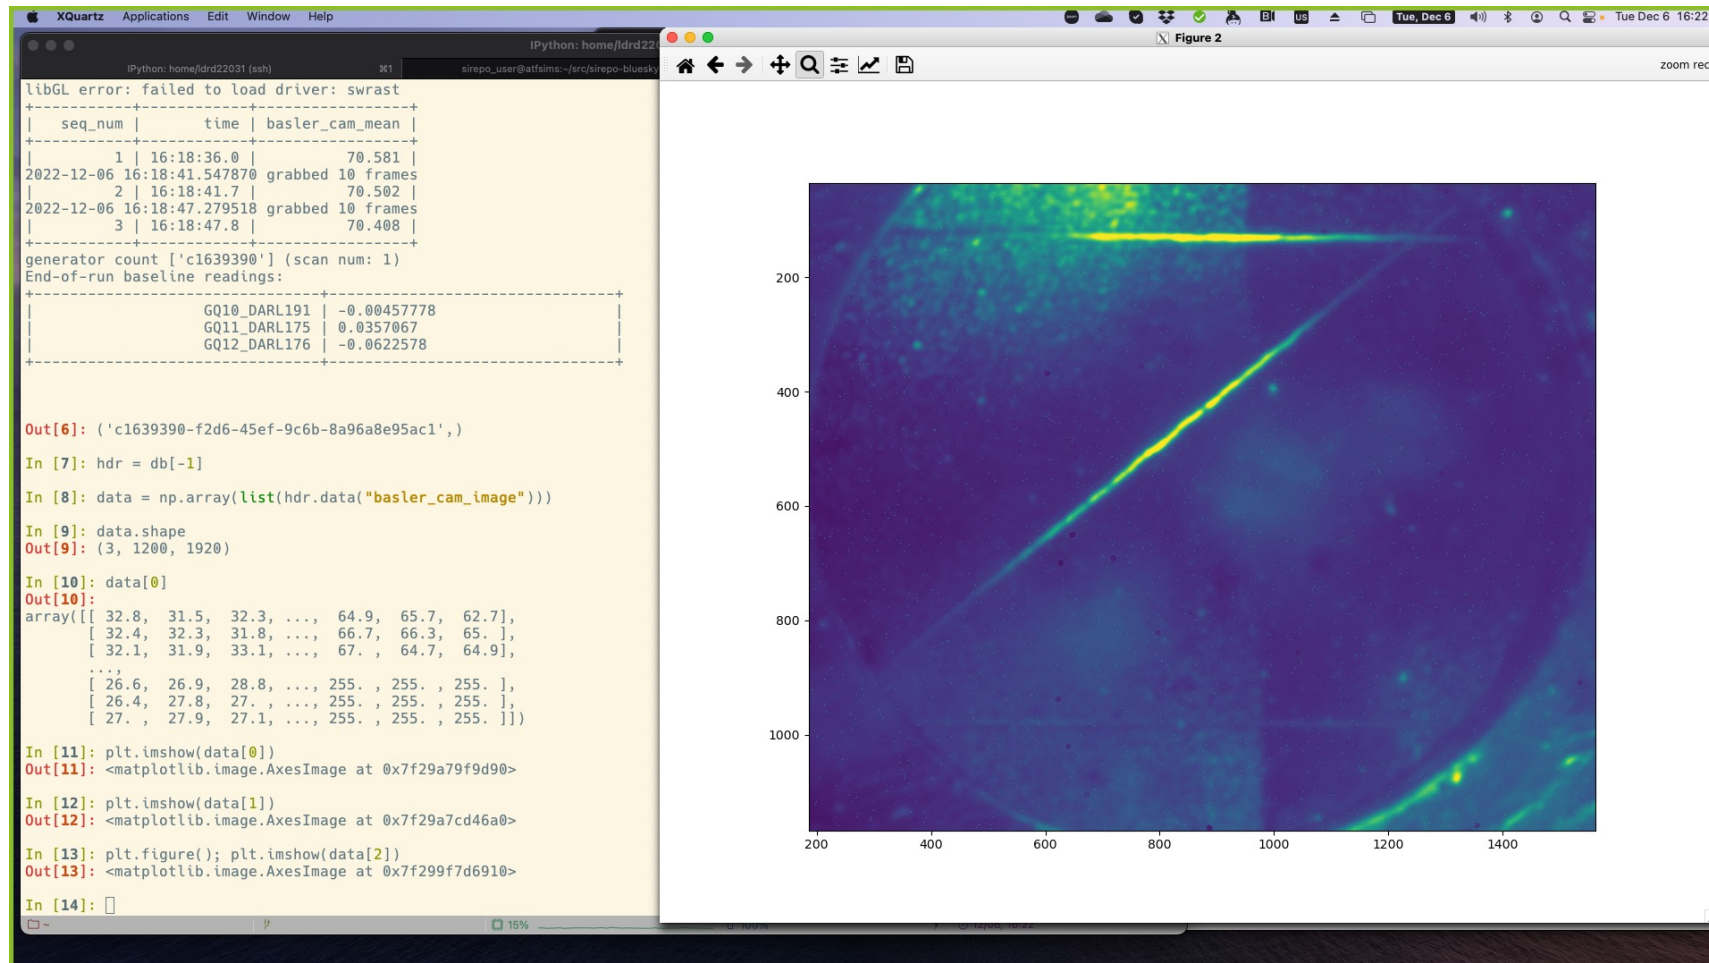 XQuartz Applications Edit Window Help
US
Tue, Dec 6
Tue Dec 6 16:22
IPython: home/ldrd22
IPython: home/ldrd22031 (ssh) ⌘1
sirepo_user@atfsims:~/src/sirepo-bluesky
libGL error: failed to load driver: swrast
+-----------+------------+-----------------+
| seq_num | time | basler_cam_mean |
+-----------+------------+-----------------+
| 1 | 16:18:36.0 | 70.581 |
2022-12-06 16:18:41.547870 grabbed 10 frames
| 2 | 16:18:41.7 | 70.502 |
2022-12-06 16:18:47.279518 grabbed 10 frames
| 3 | 16:18:47.8 | 70.408 |
+-----------+------------+-----------------+
generator count ['c1639390'] (scan num: 1)
End-of-run baseline readings:
+--------------------------------+--------------------------------+
| GQ10_DARL191 | -0.00457778 |
| GQ11_DARL175 | 0.0357067 |
| GQ12_DARL176 | -0.0622578 |
+--------------------------------+--------------------------------+
Out[6]: ('c1639390-f2d6-45ef-9c6b-8a96a8e95ac1',)
In [7]: hdr = db[-1]
In [8]: data = np.array(list(hdr.data("basler_cam_image")))
In [9]: data.shape
Out[9]: (3, 1200, 1920)
In [10]: data[0]
Out[10]:
array([[ 32.8, 31.5, 32.3, ..., 64.9, 65.7, 62.7],
[ 32.4, 32.3, 31.8, ..., 66.7, 66.3, 65. ],
[ 32.1, 31.9, 33.1, ..., 67. , 64.7, 64.9],
...,
[ 26.6, 26.9, 28.8, ..., 255. , 255. , 255. ],
[ 26.4, 27.8, 27. , ..., 255. , 255. , 255. ],
[ 27. , 27.9, 27.1, ..., 255. , 255. , 255. ]])
In [11]: plt.imshow(data[0])
Out[11]: <matplotlib.image.AxesImage at 0x7f29a79f9d90>
In [12]: plt.imshow(data[1])
Out[12]: <matplotlib.image.AxesImage at 0x7f29a7cd46a0>
In [13]: plt.figure(); plt.imshow(data[2])
Out[13]: <matplotlib.image.AxesImage at 0x7f299f7d6910>
In [14]:
~
15%
100%
12/06, 16:22
Figure 2
zoom rec
200
400
600
800
1000
200 400 600 800 1000 1200 1400